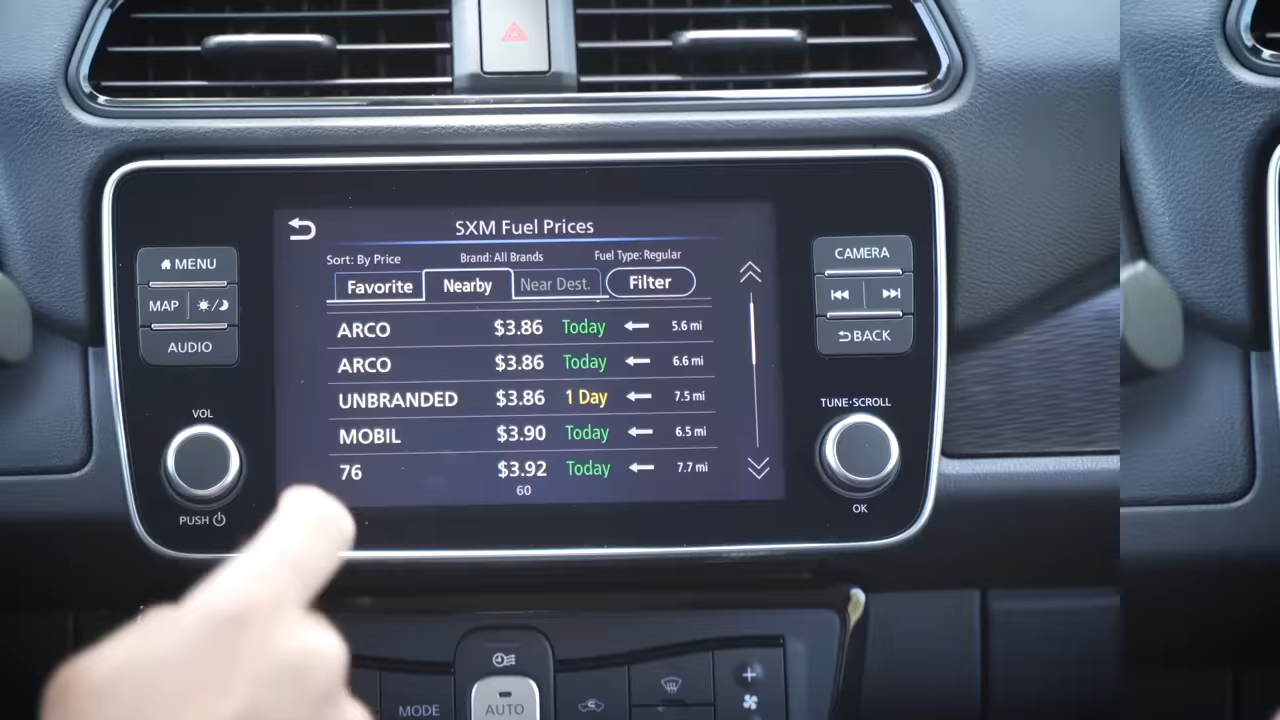 SXM Fuel Prices
Sort: By Price Brand: All Brands Fuel Type: Regular
Favorite Nearby Near Dest. Filter
ARCO $3.86 Today 5.6 mi
ARCO $3.86 Today 6.6 mi
UNBRANDED $3.86 1 Day 7.5 mi
MOBIL $3.90 Today 6.5 mi
76 $3.92 Today 7.7 mi
60
MENU
MAP
AUDIO
VOL
PUSH
CAMERA
BACK
TUNE·SCROLL
OK
MODE
AUTO